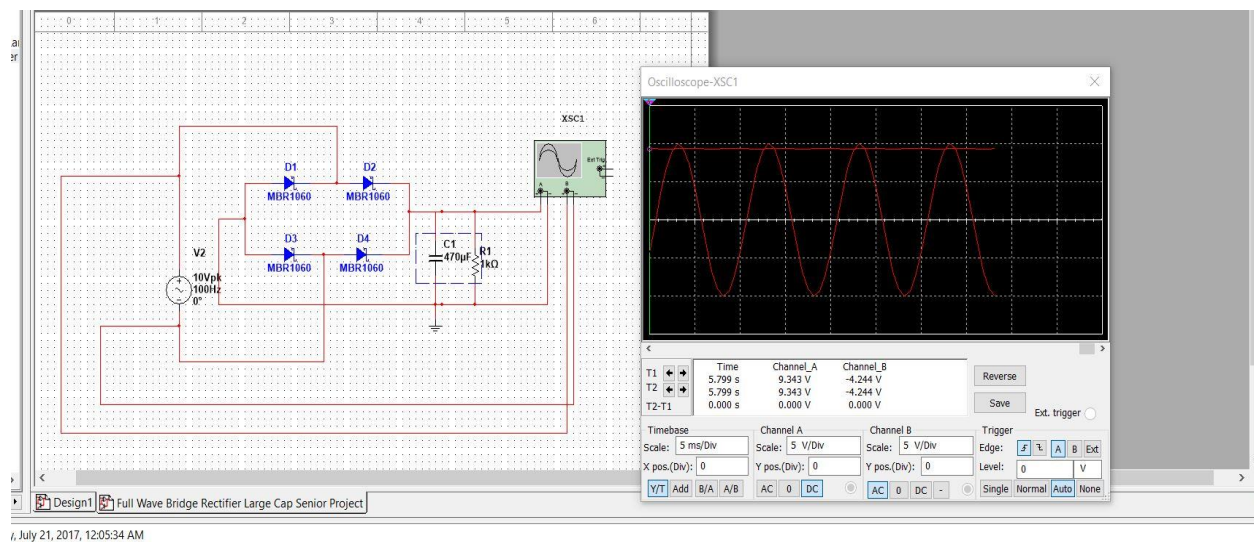 0 1 2 3 4 5 6
XSC1
Ext Trig
A B
D1 D2
MBR1060 MBR1060
D3 D4
MBR1060 MBR1060
V2
10Vpk
100Hz
0°
C1
470µF
R1
1kΩ
Oscilloscope-XSC1
Time Channel_A Channel_B
T1 5.799 s 9.343 V -4.244 V
T2 5.799 s 9.343 V -4.244 V
T2-T1 0.000 s 0.000 V 0.000 V
Reverse
Save
Ext. trigger
Timebase Channel A Channel B Trigger
Scale: 5 ms/Div Scale: 5 V/Div Scale: 5 V/Div Edge: A B Ext
X pos.(Div): 0 Y pos.(Div): 0 Y pos.(Div): 0 Level: 0 V
Y/T Add B/A A/B AC 0 DC AC 0 DC - Single Normal Auto None
Design1 Full Wave Bridge Rectifier Large Cap Senior Project
, July 21, 2017, 12:05:34 AM